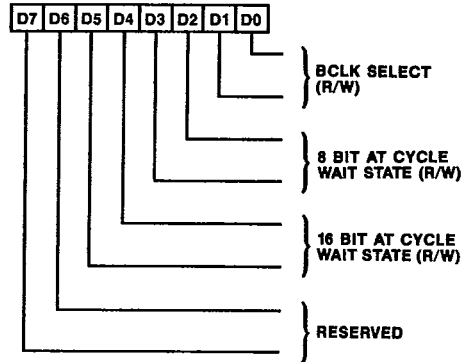 D7 D6 D5 D4 D3 D2 D1 D0
BCLK SELECT
(R/W)
8 BIT AT CYCLE
WAIT STATE (R/W)
16 BIT AT CYCLE
WAIT STATE (R/W)
RESERVED